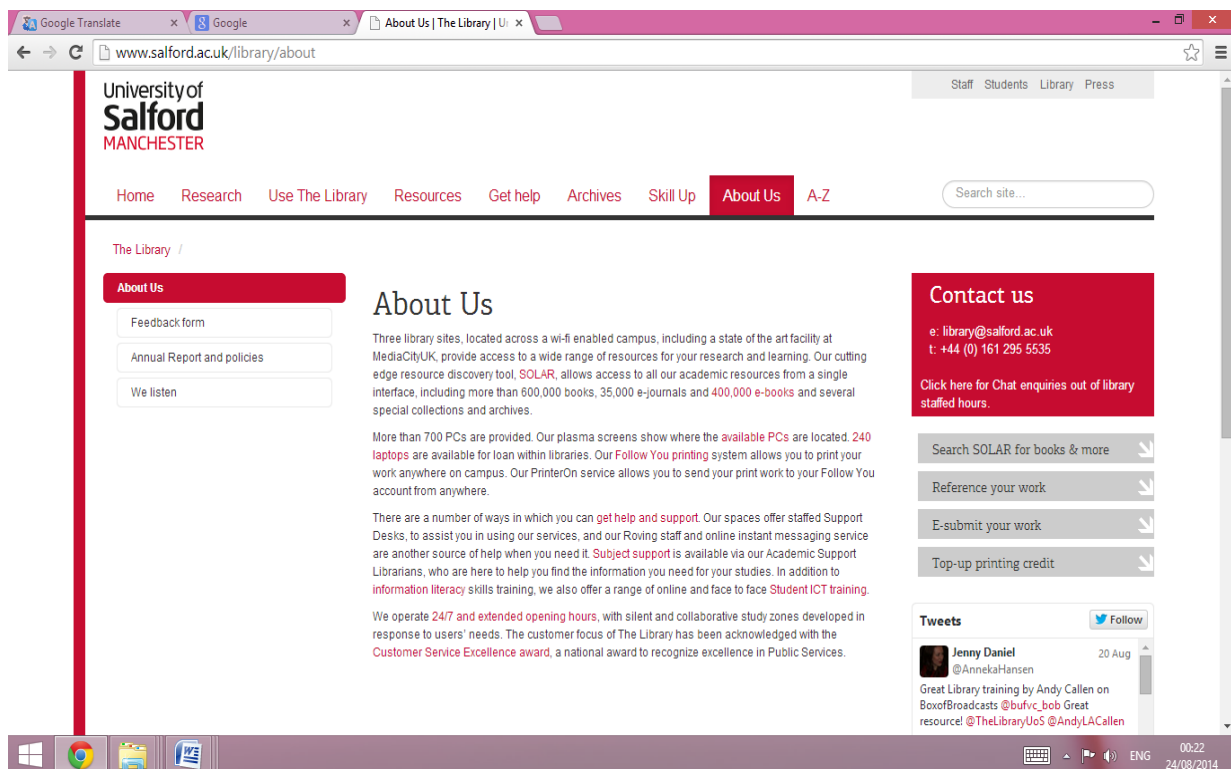 Google Translate
Google
About Us | The Library | U
www.salford.ac.uk/library/about
University of
Salford
MANCHESTER
Staff Students Library Press
Home Research Use The Library Resources Get help Archives Skill Up About Us A-Z
Search site...
The Library /
About Us
Feedback form
Annual Report and policies
We listen
About Us
Three library sites, located across a wi-fi enabled campus, including a state of the art facility at
MediaCityUK, provide access to a wide range of resources for your research and learning. Our cutting
edge resource discovery tool, SOLAR, allows access to all our academic resources from a single
interface, including more than 600,000 books, 35,000 e-journals and 400,000 e-books and several
special collections and archives.
More than 700 PCs are provided. Our plasma screens show where the available PCs are located. 240
laptops are available for loan within libraries. Our Follow You printing system allows you to print your
work anywhere on campus. Our PrinterOn service allows you to send your print work to your Follow You
account from anywhere.
There are a number of ways in which you can get help and support. Our spaces offer staffed Support
Desks, to assist you in using our services, and our Roving staff and online instant messaging service
are another source of help when you need it. Subject support is available via our Academic Support
Librarians, who are here to help you find the information you need for your studies. In addition to
information literacy skills training, we also offer a range of online and face to face Student ICT training.
We operate 24/7 and extended opening hours, with silent and collaborative study zones developed in
response to users' needs. The customer focus of The Library has been acknowledged with the
Customer Service Excellence award, a national award to recognize excellence in Public Services.
Contact us
e: library@salford.ac.uk
t: +44 (0) 161 295 5535
Click here for Chat enquiries out of library
staffed hours.
Search SOLAR for books & more
Reference your work
E-submit your work
Top-up printing credit
Tweets
Follow
Jenny Daniel 20 Aug
@AnnekaHansen
Great Library training by Andy Callen on
BoxofBroadcasts @bufvc_bob Great
resource! @TheLibraryUoS @AndyLACallen
ENG
00:22
24/08/2014